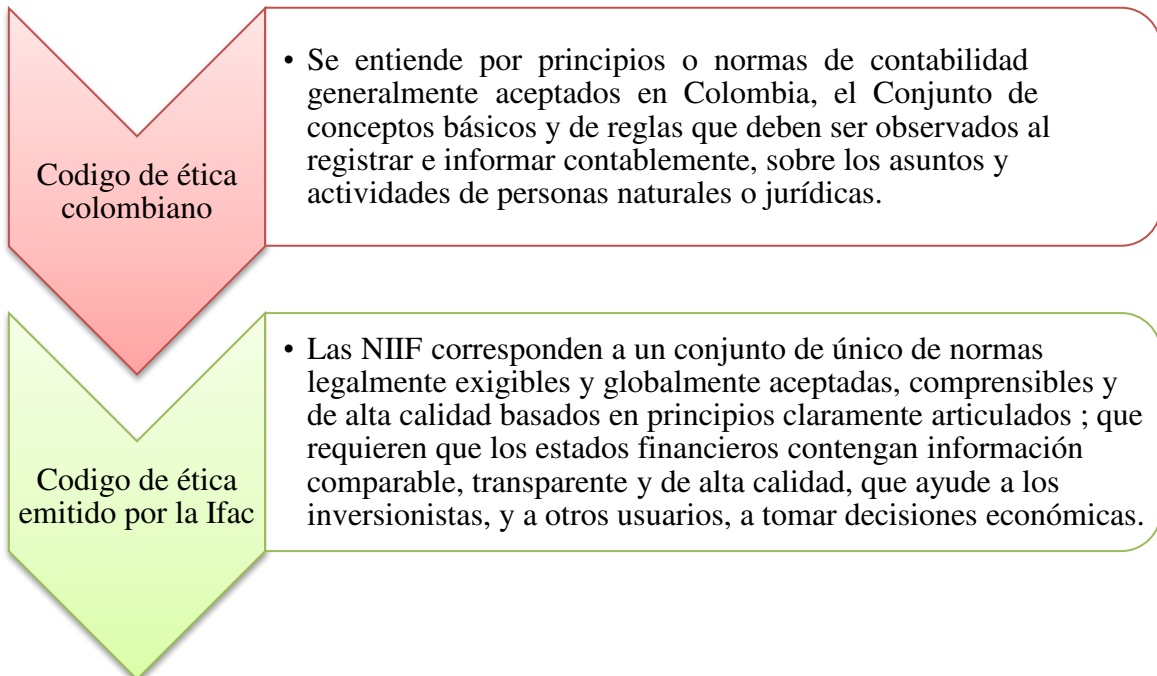 Codigo de ética
colombiano
• Se entiende por principios o normas de contabilidad
generalmente aceptados en Colombia, el Conjunto de
conceptos básicos y de reglas que deben ser observados al
registrar e informar contablemente, sobre los asuntos y
actividades de personas naturales o jurídicas.
Codigo de ética
emitido por la Ifac
• Las NIIF corresponden a un conjunto de único de normas
legalmente exigibles y globalmente aceptadas, comprensibles y
de alta calidad basados en principios claramente articulados ; que
requieren que los estados financieros contengan información
comparable, transparente y de alta calidad, que ayude a los
inversionistas, y a otros usuarios, a tomar decisiones económicas.